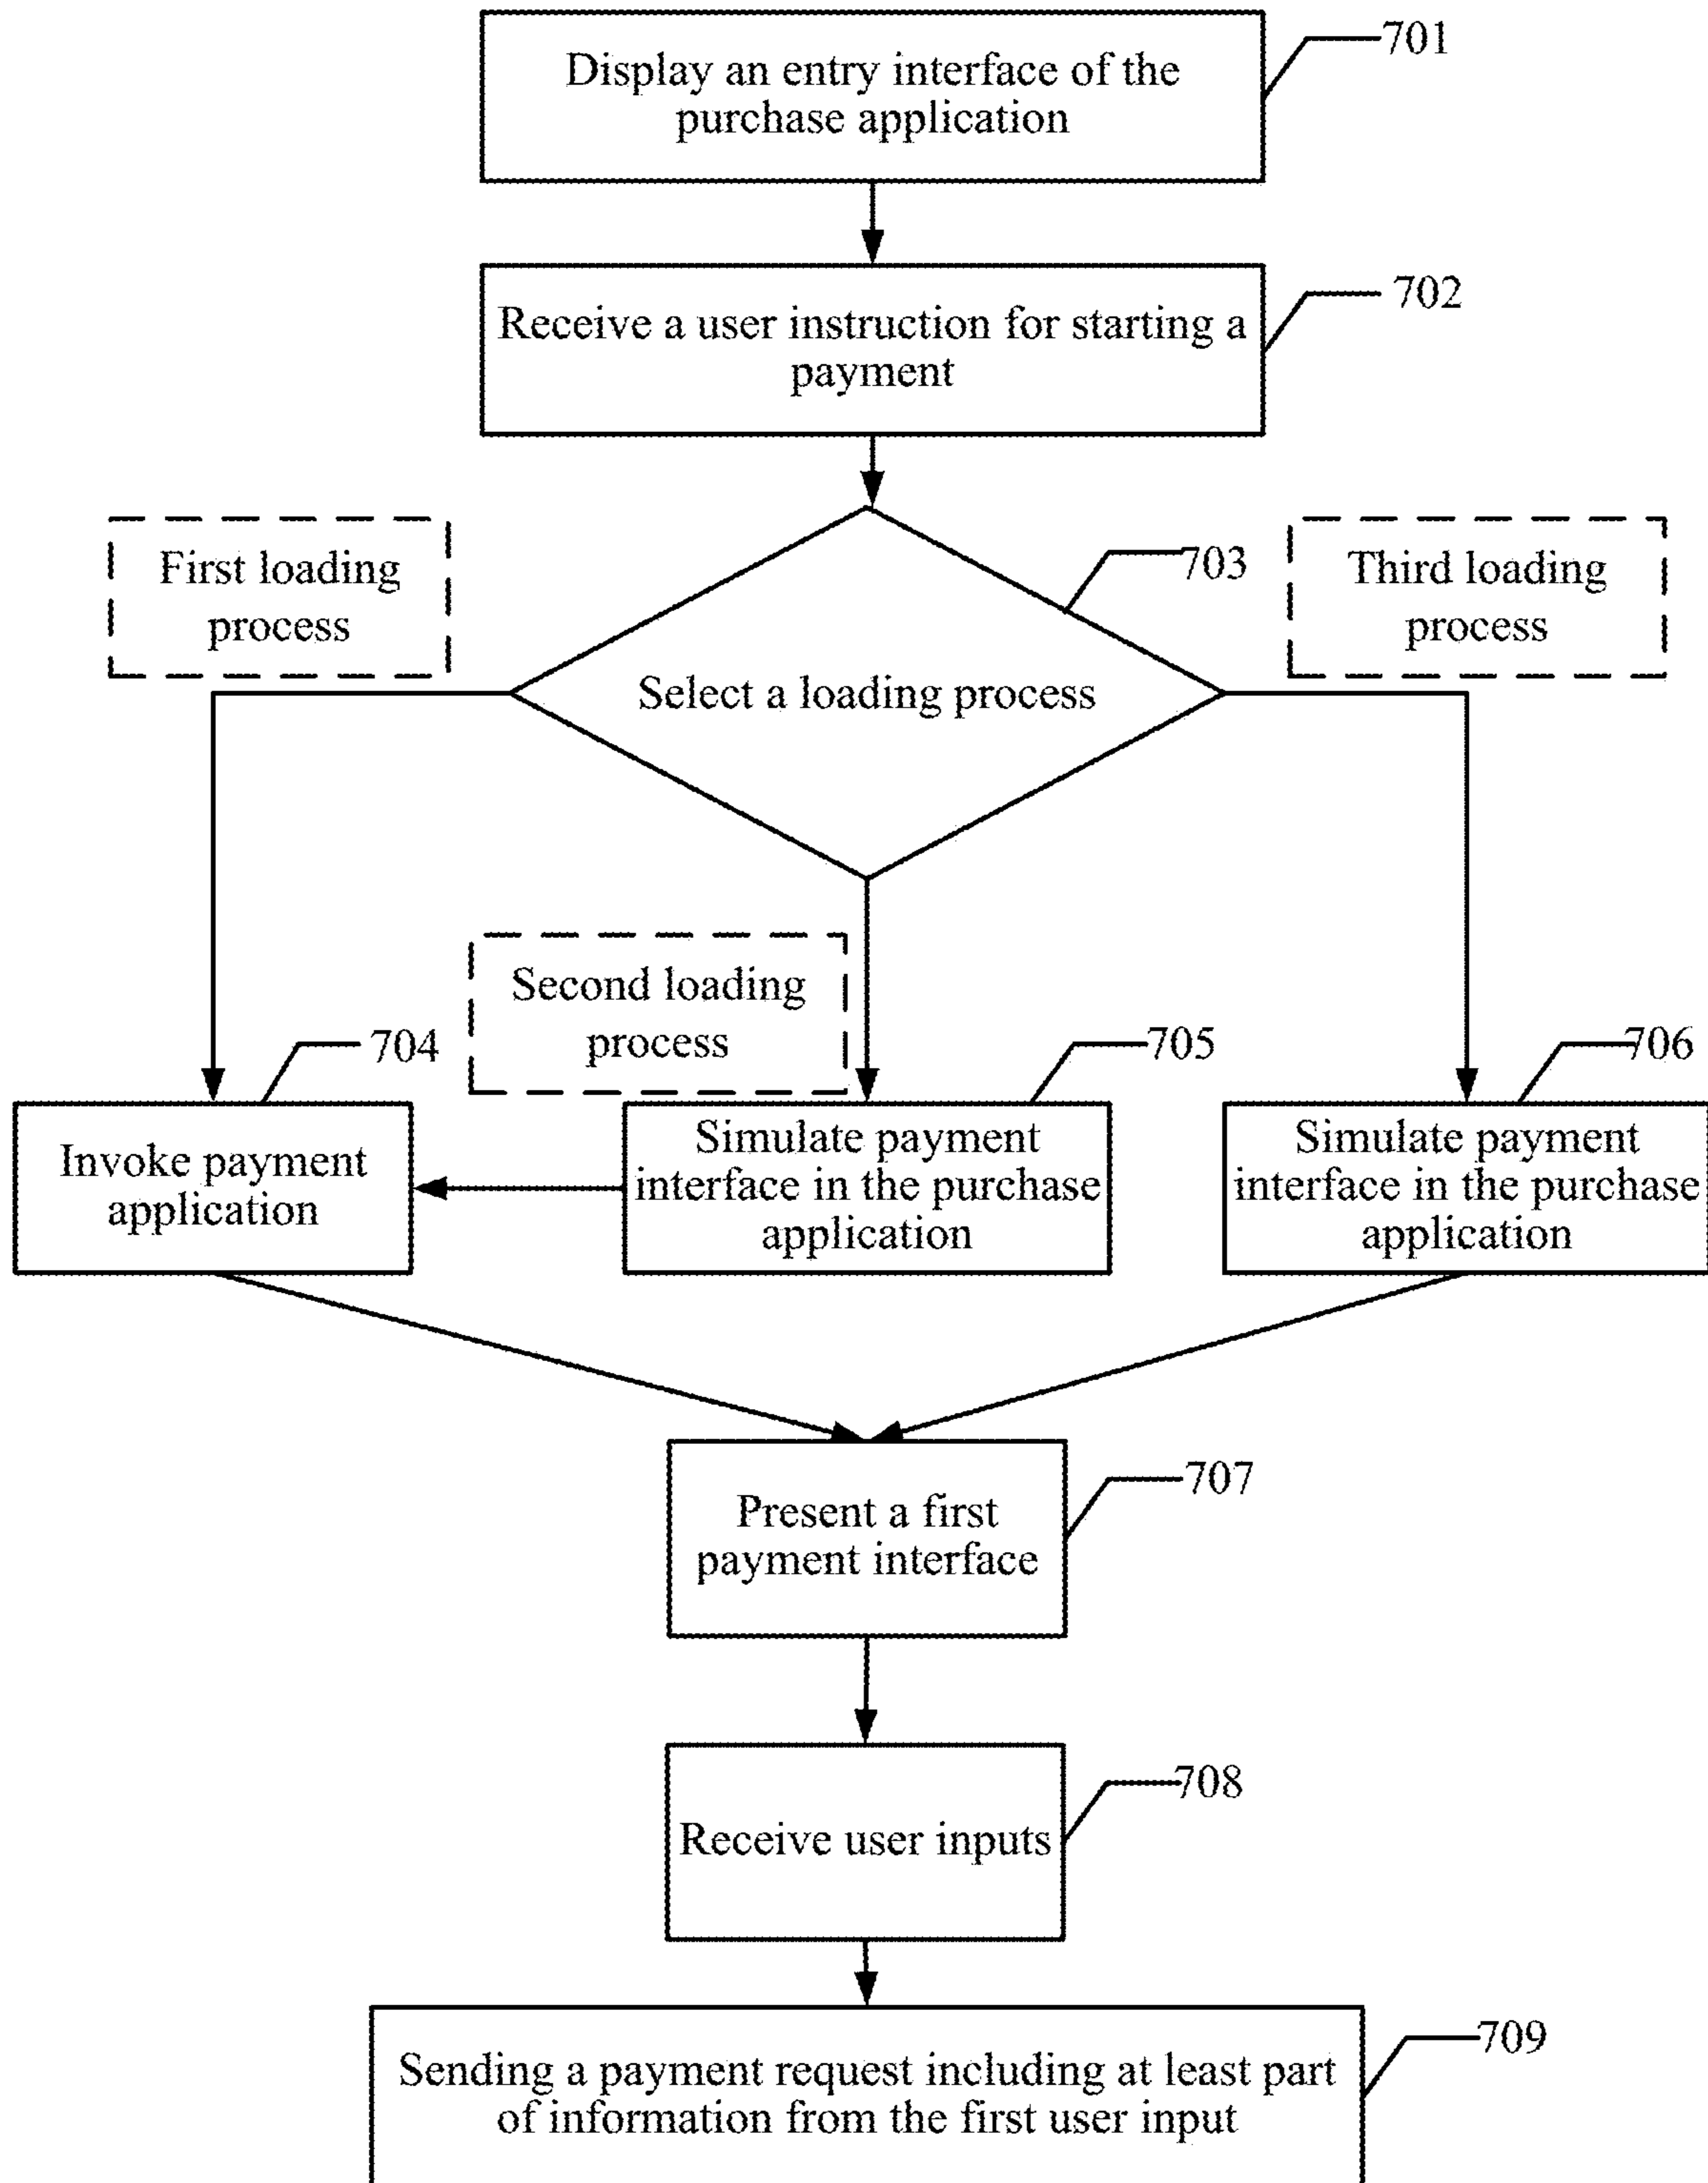 Display an entry interface of the
purchase application
701
Receive a user instruction for starting a
payment
702
First loading
process
703
Third loading
process
Select a loading process
Second loading
process
704
705
706
Invoke payment
application
Simulate payment
interface in the purchase
application
Simulate payment
interface in the purchase
application
Present a first
payment interface
707
Receive user inputs
708
Sending a payment request including at least part
of information from the first user input
709